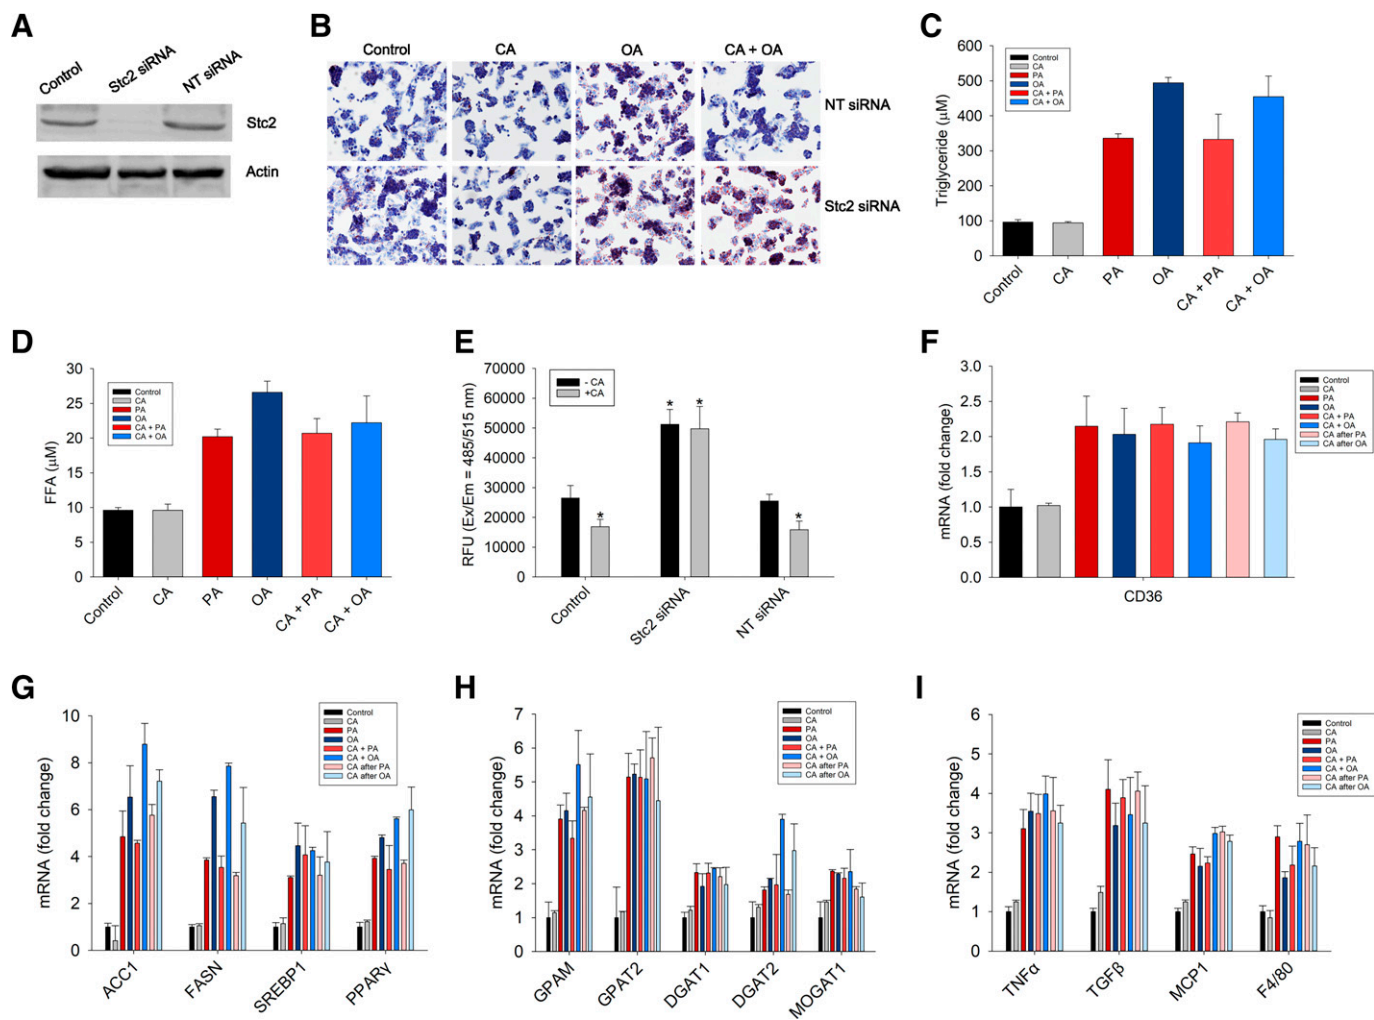 A
Control
Stc2 siRNA
NT siRNA
Stc2
Actin
B
Control
CA
OA
CA + OA
NT siRNA
Stc2 siRNA
C
Triglyceride (μM)
600
500
400
300
200
100
0
Control
CA
PA
OA
CA + PA
CA + OA
Control
CA
PA
OA
CA + PA
CA + OA
D
FFA (μM)
30
25
20
15
10
5
0
Control
CA
PA
OA
CA + PA
CA + OA
Control
CA
PA
OA
CA + PA
CA + OA
E
RFU (Ex/Em = 485/515 nm)
70000
60000
50000
40000
30000
20000
10000
0
- CA
+CA
*
* *
*
Control
Stc2 siRNA
NT siRNA
F
mRNA (fold change)
3.0
2.5
2.0
1.5
1.0
0.5
0.0
Control
CA
PA
OA
CA + PA
CA + OA
CA after PA
CA after OA
CD36
G
mRNA (fold change)
10
8
6
4
2
0
Control
CA
PA
OA
CA + PA
CA + OA
CA after PA
CA after OA
ACC1
FASN
SREBP1
PPARγ
H
mRNA (fold change)
7
6
5
4
3
2
1
0
Control
CA
PA
OA
CA + PA
CA + OA
CA after PA
CA after OA
GPAM
GPAT2
DGAT1
DGAT2
MOGAT1
I
mRNA (fold change)
6
5
4
3
2
1
0
Control
CA
PA
OA
CA + PA
CA + OA
CA after PA
CA after OA
TNFα
TGFβ
MCP1
F4/80